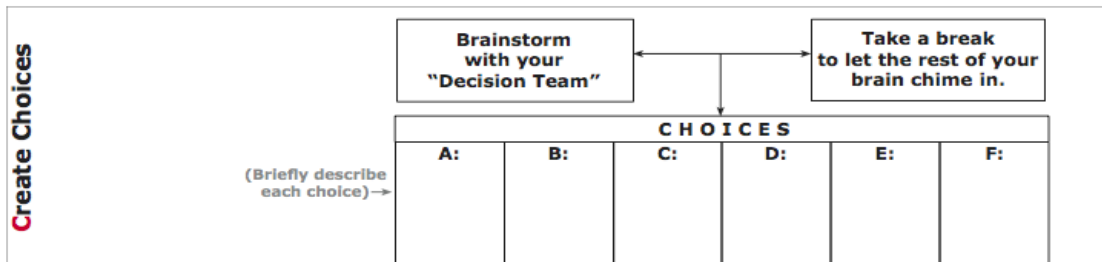 Create Choices
Brainstorm
with your
“Decision Team”
Take a break
to let the rest of your
brain chime in.
C H O I C E S
A: B: C: D: E: F:
(Briefly describe
each choice)